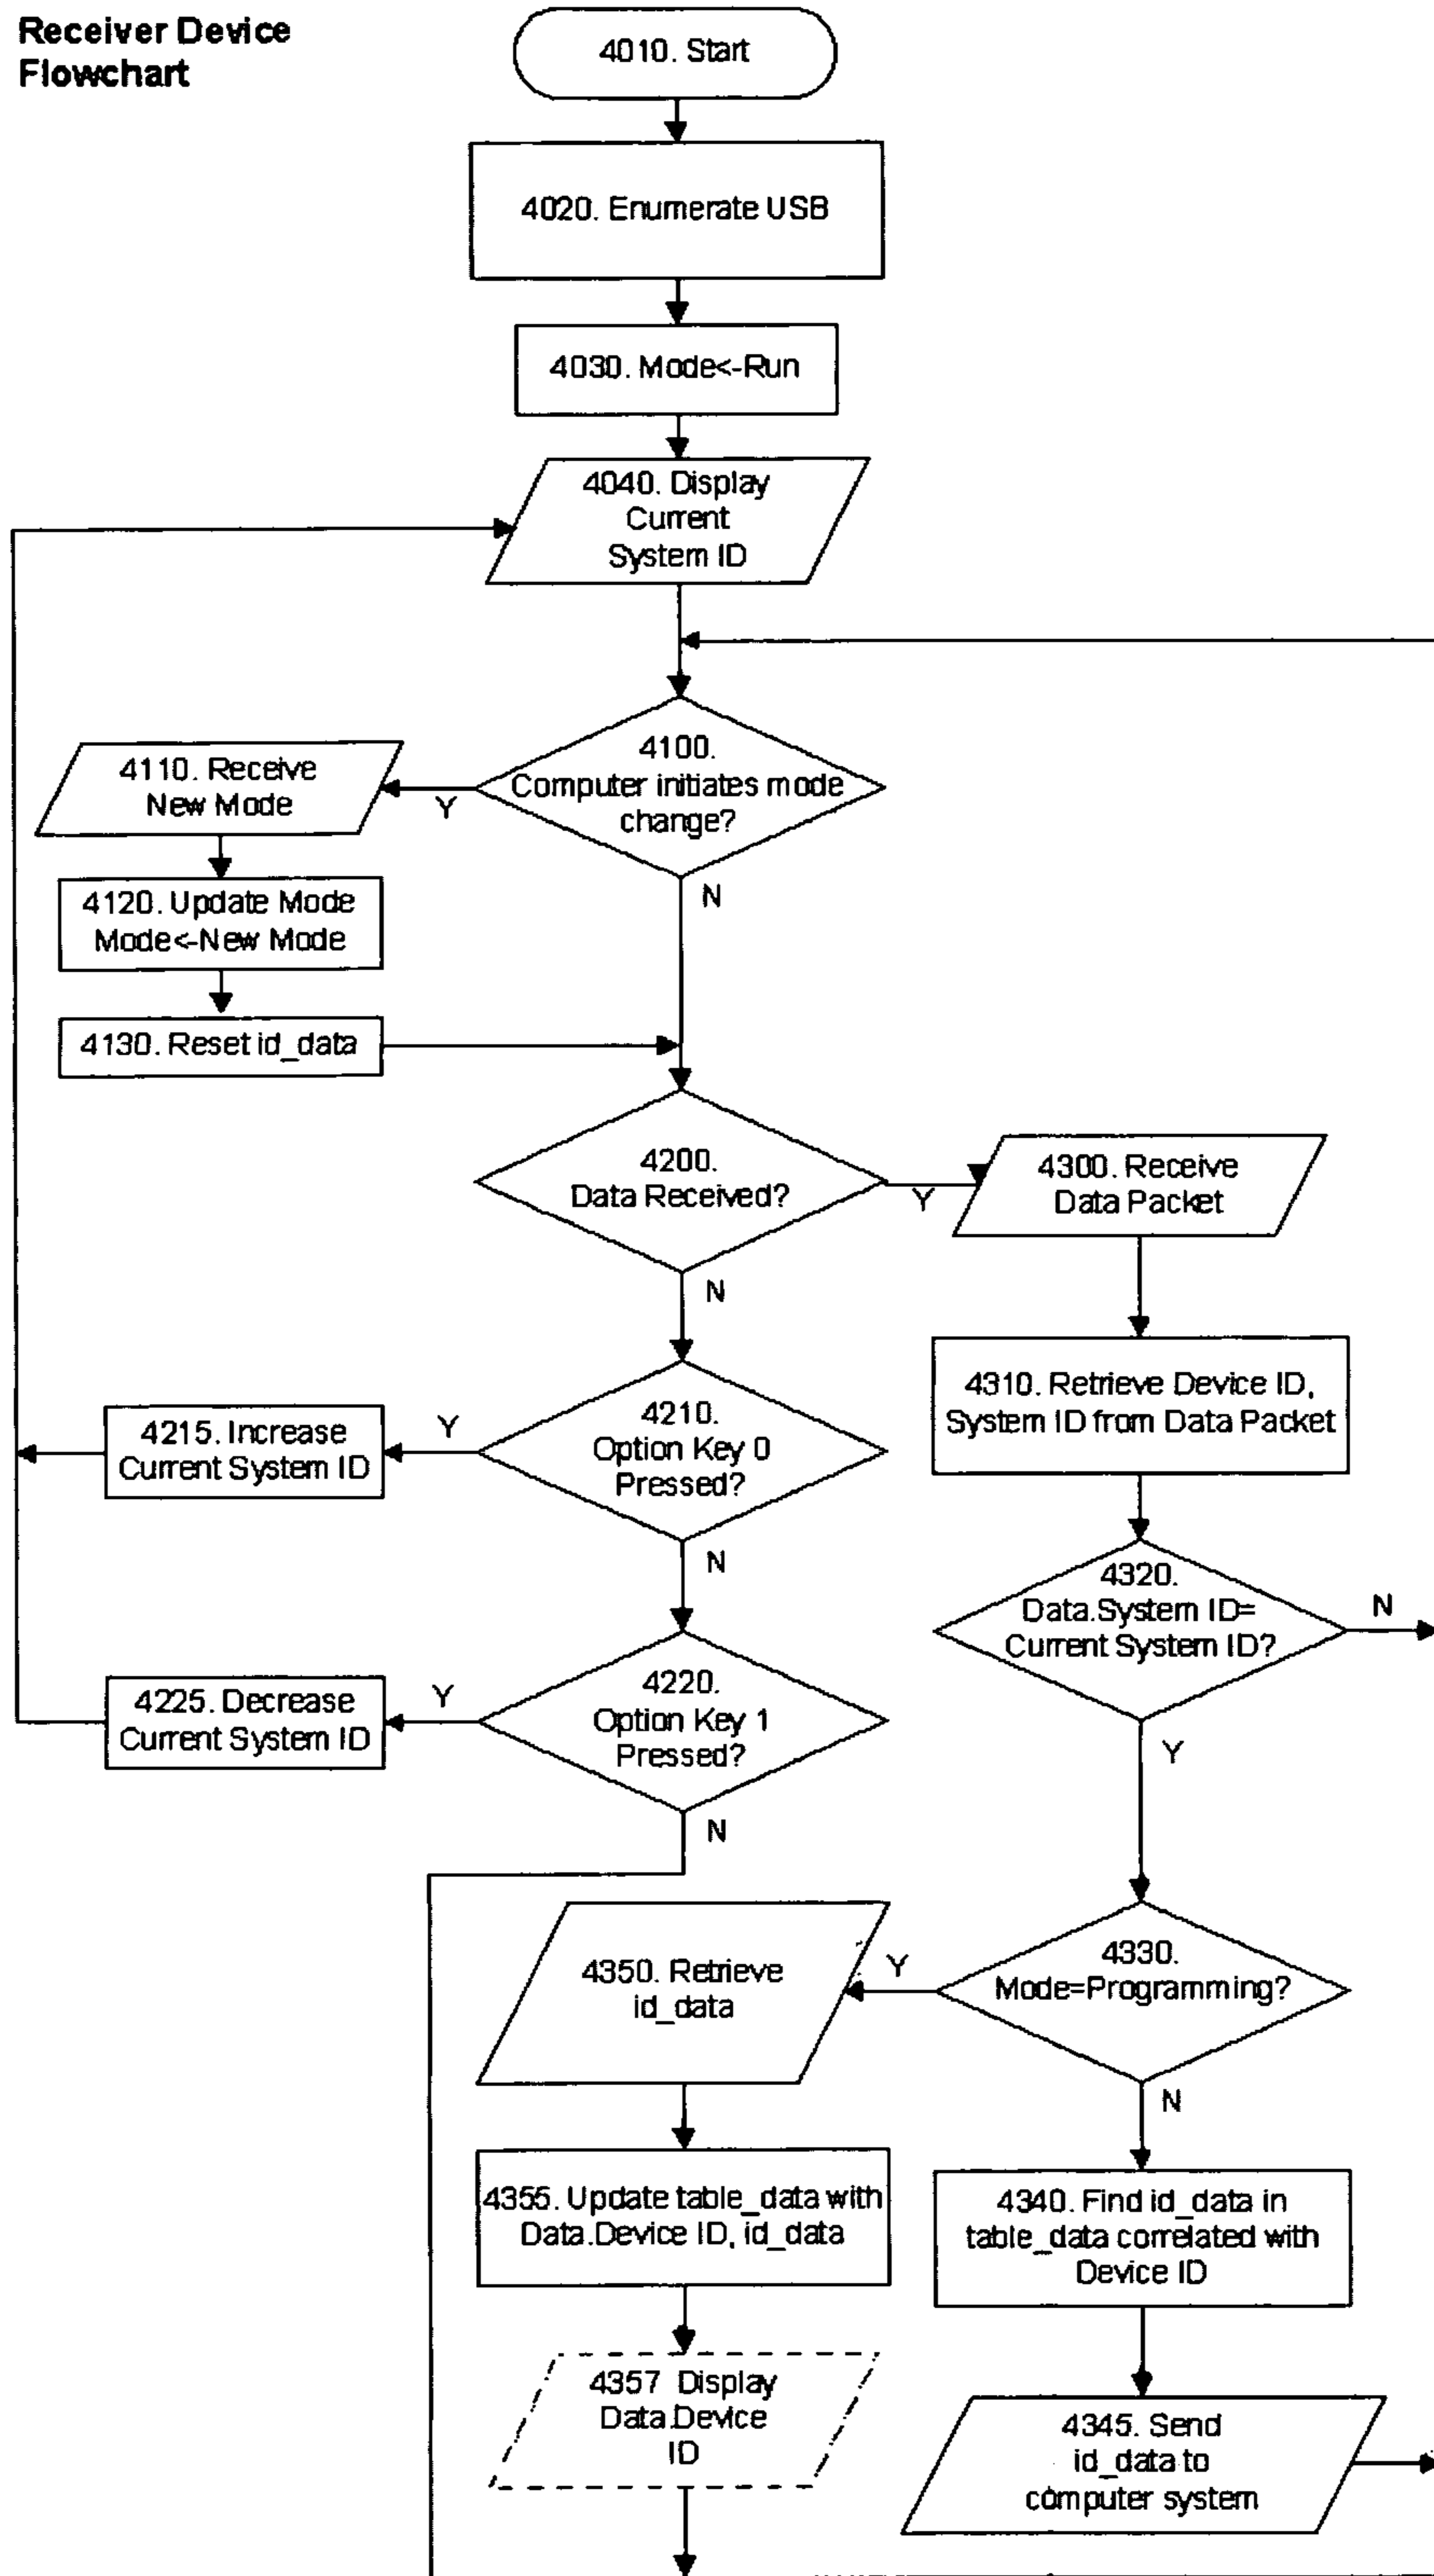 Receiver Device
Flowchart
4010. Start
4020. Enumerate USB
4030. Mode<-Run
4040. Display
Current
System ID
4100.
Computer initiates mode
change?
Y
N
4110. Receive
New Mode
4120. Update Mode
Mode<-New Mode
4130. Reset id_data
4200.
Data Received?
Y
N
4300. Receive
Data Packet
4310. Retrieve Device ID,
System ID from Data Packet
4210.
Option Key 0
Pressed?
Y
N
4215. Increase
Current System ID
4320.
Data.System ID=
Current System ID?
N
Y
4220.
Option Key 1
Pressed?
Y
N
4225. Decrease
Current System ID
4330.
Mode=Programming?
Y
N
4350. Retrieve
id_data
4355. Update table_data with
Data.Device ID, id_data
4357 Display
Data.Device
ID
4340. Find id_data in
table_data correlated with
Device ID
4345. Send
id_data to
computer system